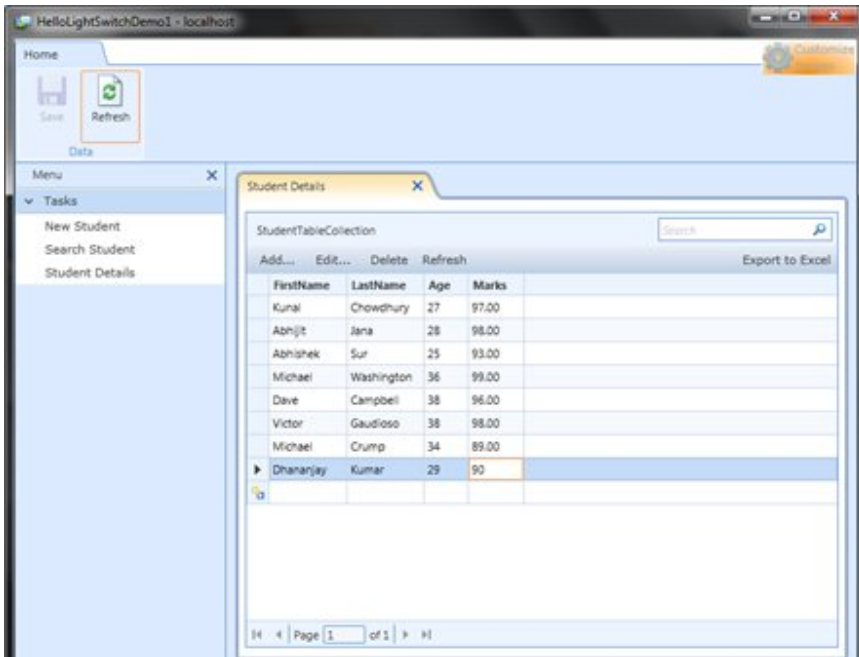 HelloLightSwitchDemo1 - localhost
Home
Customize
Save
Refresh
Data
Menu
Tasks
New Student
Search Student
Student Details
Student Details
StudentTableCollection
Search
Add... Edit... Delete Refresh Export to Excel
FirstName LastName Age Marks
Kunal Chowdhury 27 97.00
Abhijit Jana 28 98.00
Abhishek Sur 25 93.00
Michael Washington 36 99.00
Dave Campbell 38 96.00
Victor Gaudioso 38 98.00
Michael Crump 34 89.00
Dhananjay Kumar 29 90
Page 1 of 1